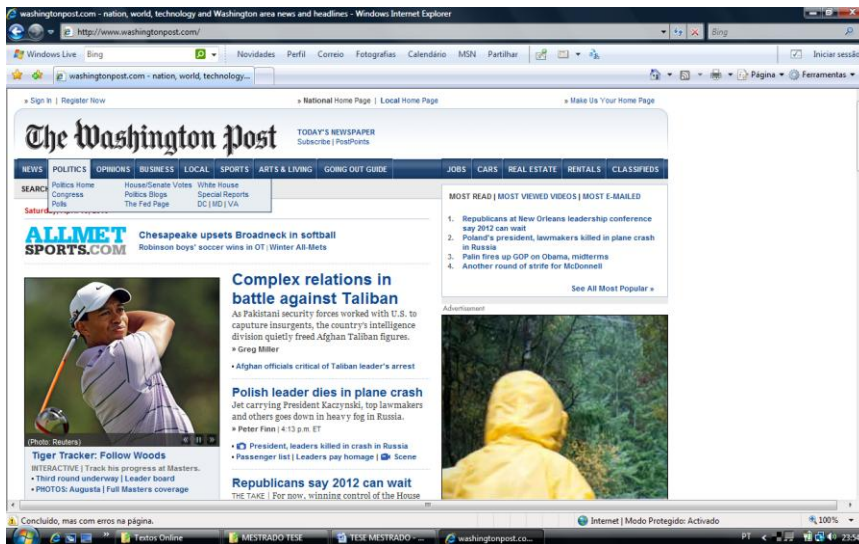 washingtonpost.com - nation, world, technology and Washington area news and headlines - Windows Internet Explorer
http://www.washingtonpost.com/
Bing
Windows Live Bing Novidades Perfil Correio Fotografias Calendário MSN Partilhar Iniciar sessão
washingtonpost.com - nation, world, technology... Página Ferramentas
» Sign In | Register Now » National Home Page | Local Home Page » Make Us Your Home Page
The Washington Post
TODAY'S NEWSPAPER
Subscribe | PostPoints
NEWS POLITICS OPINIONS BUSINESS LOCAL SPORTS ARTS & LIVING GOING OUT GUIDE JOBS CARS REAL ESTATE RENTALS CLASSIFIEDS
SEARCH
Politics Home House/Senate Votes White House
Congress Politics Blogs Special Reports
Polls The Fed Page DC | MD | VA
ALLMET
SPORTS.COM
Chesapeake upsets Broadneck in softball
Robinson boys' soccer wins in OT | Winter All-Mets
(Photo: Reuters)
Tiger Tracker: Follow Woods
INTERACTIVE | Track his progress at Masters.
• Third round underway | Leader board
• PHOTOS: Augusta | Full Masters coverage
Complex relations in
battle against Taliban
As Pakistani security forces worked with U.S. to
caputure insurgents, the country's intelligence
division quietly freed Afghan Taliban figures.
» Greg Miller
• Afghan officials critical of Taliban leader's arrest
Polish leader dies in plane crash
Jet carrying President Kaczynski, top lawmakers
and others goes down in heavy fog in Russia.
» Peter Finn | 4:13 p.m. ET
• President, leaders killed in crash in Russia
• Passenger list | Leaders pay homage | Scene
Republicans say 2012 can wait
THE TAKE | For now, winning control of the House
MOST READ | MOST VIEWED VIDEOS | MOST E-MAILED
1. Republicans at New Orleans leadership conference
say 2012 can wait
2. Poland's president, lawmakers killed in plane crash
in Russia
3. Palin fires up GOP on Obama, midterms
4. Another round of strife for McDonnell
See All Most Popular »
Advertisement
Concluído, mas com erros na página. Internet | Modo Protegido: Activado 100%
Textos Online MESTRADO TESE TESE MESTRADO - ... washingtonpost.co... PT 23:54